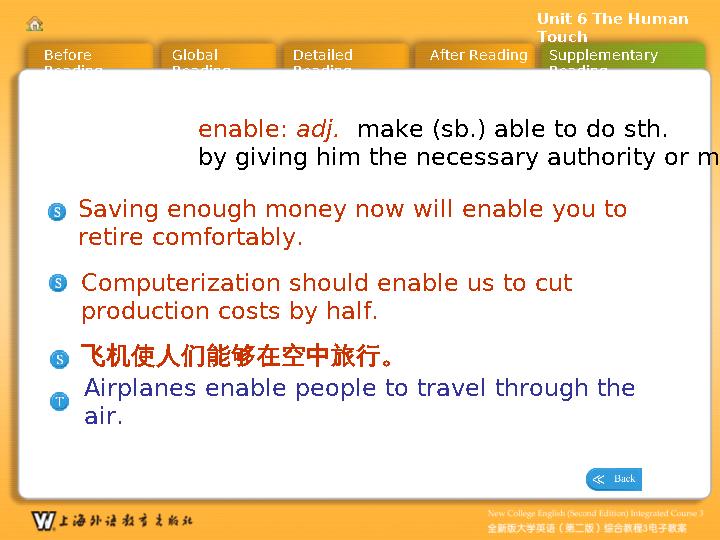 Unit 6 The Human
Touch
Before
Reading
Global
Reading
Detailed
Reading
After Reading
Supplementary
Reading
enable: adj. make (sb.) able to do sth.
by giving him the necessary authority or m
S
Saving enough money now will enable you to
retire comfortably.
S
Computerization should enable us to cut
production costs by half.
S
飞机使人们能够在空中旅行。
T
Airplanes enable people to travel through the
air.
≪ Back
W 上海外语教育出版社
New College English (Second Edition) Integrated Course 3
全新版大学英语（第二版）综合教程3电子教案